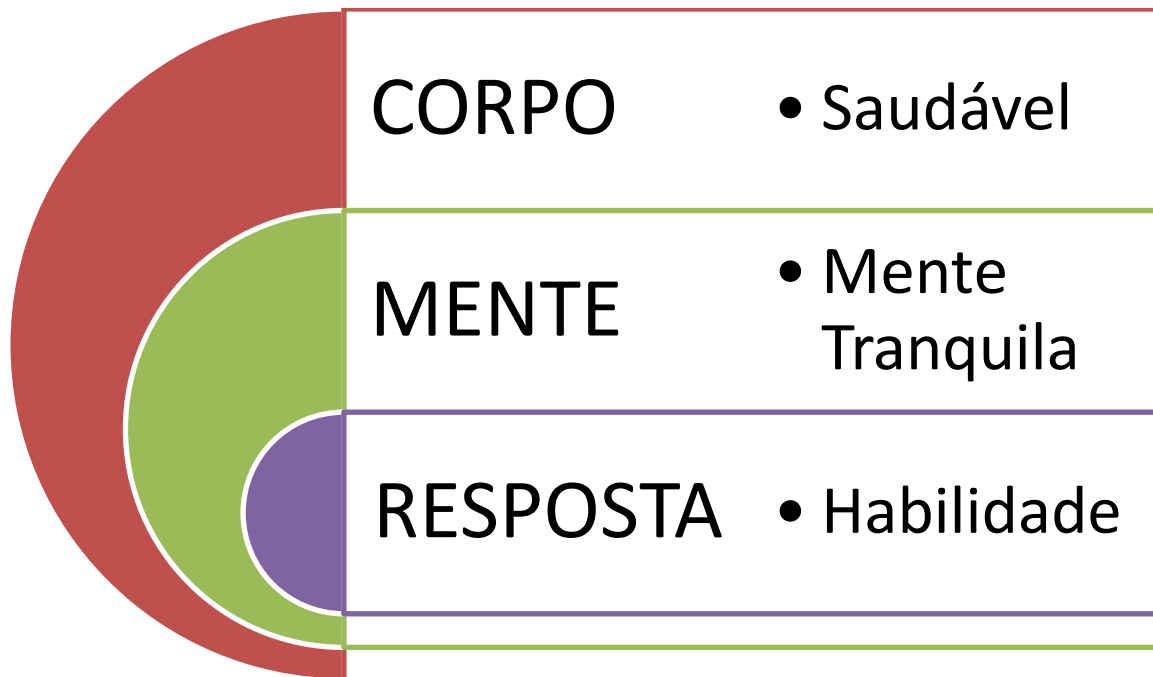 CORPO
• Saudável
MENTE
• Mente
Tranquila
RESPOSTA
• Habilidade